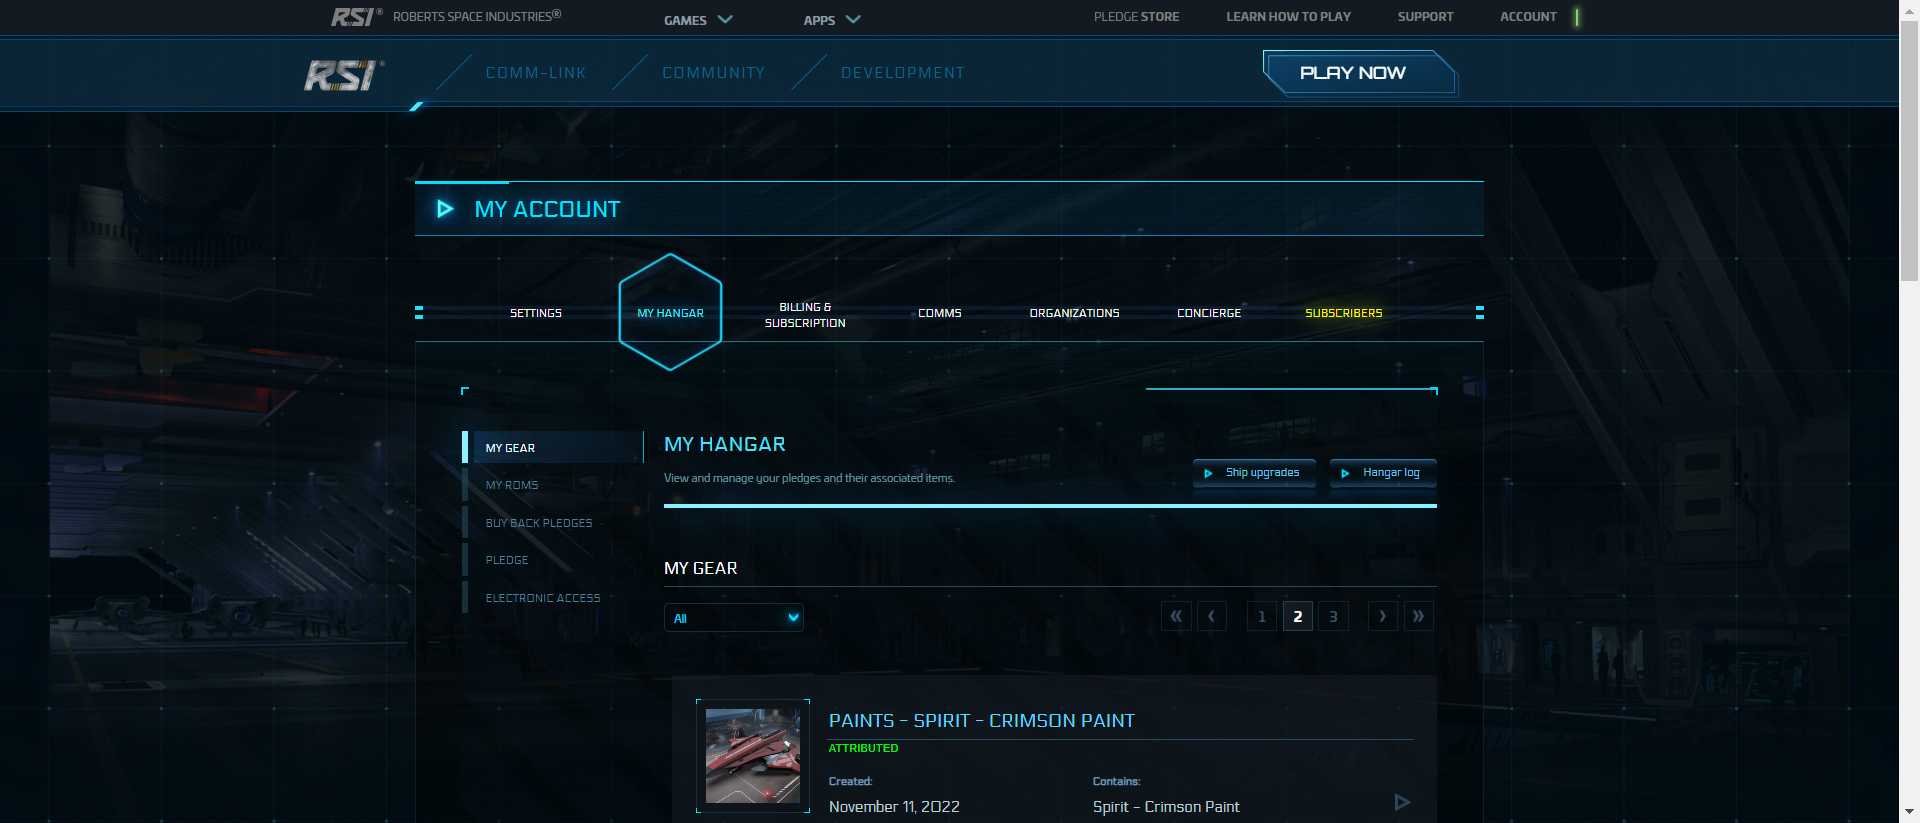 RSI® ROBERTS SPACE INDUSTRIES®
GAMES
APPS
PLEDGE STORE
LEARN HOW TO PLAY
SUPPORT
ACCOUNT
RSI®
COMM-LINK
COMMUNITY
DEVELOPMENT
PLAY NOW
MY ACCOUNT
SETTINGS
MY HANGAR
BILLING &
SUBSCRIPTION
COMMS
ORGANIZATIONS
CONCIERGE
SUBSCRIBERS
MY GEAR
MY ROMS
BUY BACK PLEDGES
PLEDGE
ELECTRONIC ACCESS
MY HANGAR
View and manage your pledges and their associated items.
Ship upgrades
Hangar log
MY GEAR
All
« ‹ 1 2 3 › »
PAINTS - SPIRIT - CRIMSON PAINT
ATTRIBUTED
Created:
November 11, 2022
Contains:
Spirit - Crimson Paint